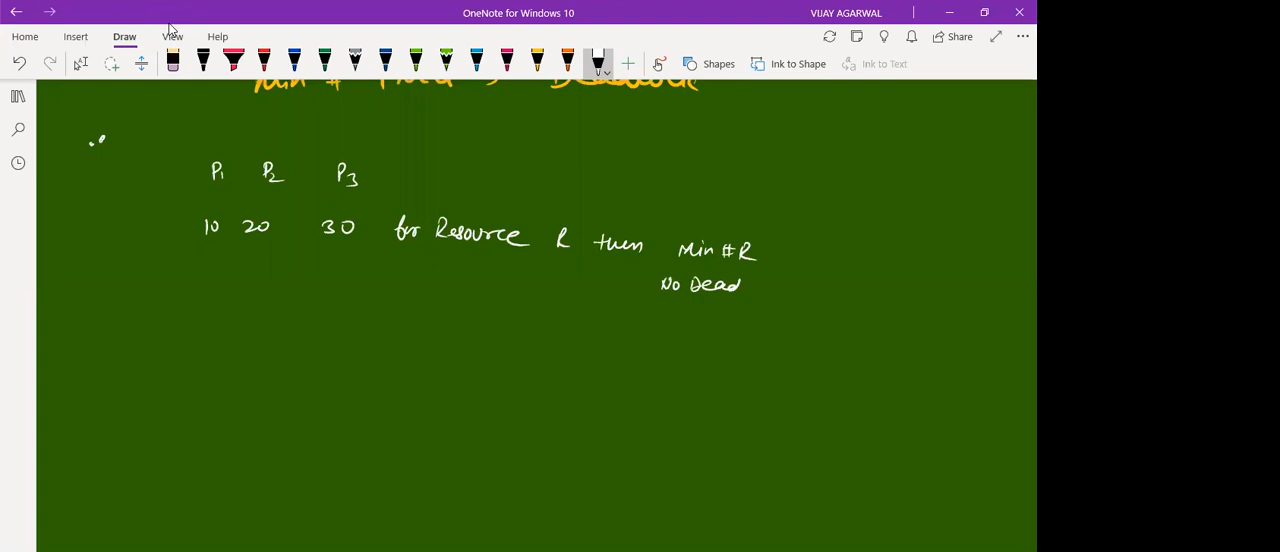 OneNote for Windows 10
VIJAY AGARWAL
Home Insert Draw View Help
Share
Shapes Ink to Shape Ink to Text
Min #
P1 P2 P3
10 20 30 for Resource R then Min # R
No Dead